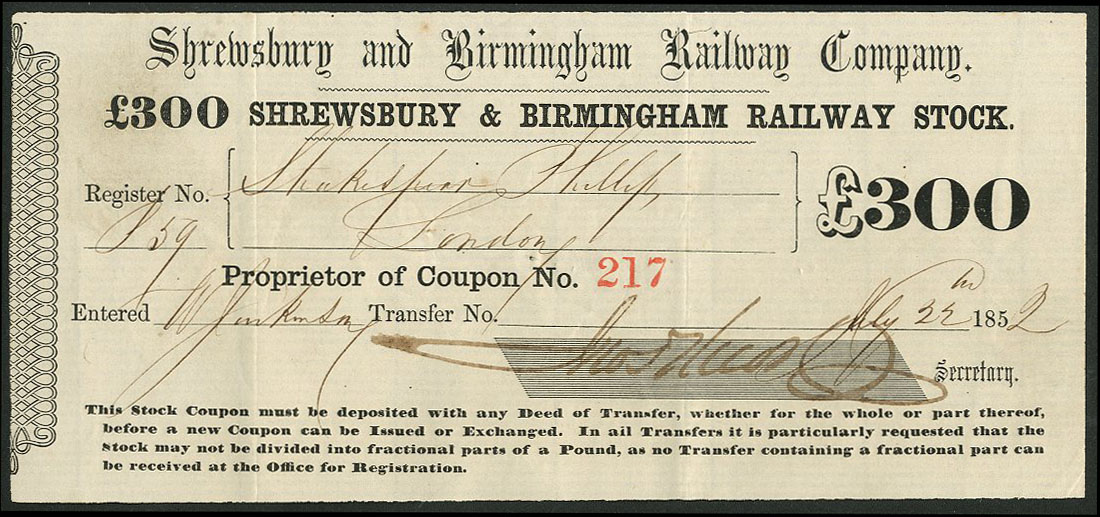 Shrewsbury and Birmingham Railway Company.
£300 SHREWSBURY & BIRMINGHAM RAILWAY STOCK.
Shakespear Phillips
Register No.
£300
London
Proprietor of Coupon No. 217
Entered W Jenkinson Transfer No. July 22nd 1852
Secretary.
This Stock Coupon must be deposited with any Deed of Transfer, whether for the whole or part thereof,
before a new Coupon can be Issued or Exchanged. In all Transfers it is particularly requested that the
Stock may not be divided into fractional parts of a Pound, as no Transfer containing a fractional part can
be received at the Office for Registration.